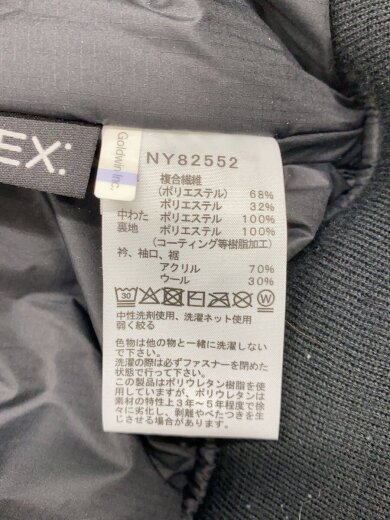 EX:
Goldwin Inc.
NY82552
複合繊維
(ポリエステル) 68%
ポリエステル 32%
中わた ポリエステル 100%
裏地 ポリエステル 100%
(コーティング等樹脂加工)
衿、袖口、裾
アクリル 70%
ウール 30%
30 W
中性洗剤使用、洗濯ネット使用
弱く絞る
色物は他の物と一緒に洗濯しない
で下さい。
洗濯の際は必ずファスナーを閉めた
状態で行って下さい。
この製品はポリウレタン樹脂を使
用していますが、ポリウレタンは
素材の特性上3年〜5年程度で徐
々に劣化し、剥離やべたつきを生
じさせる場合があります。